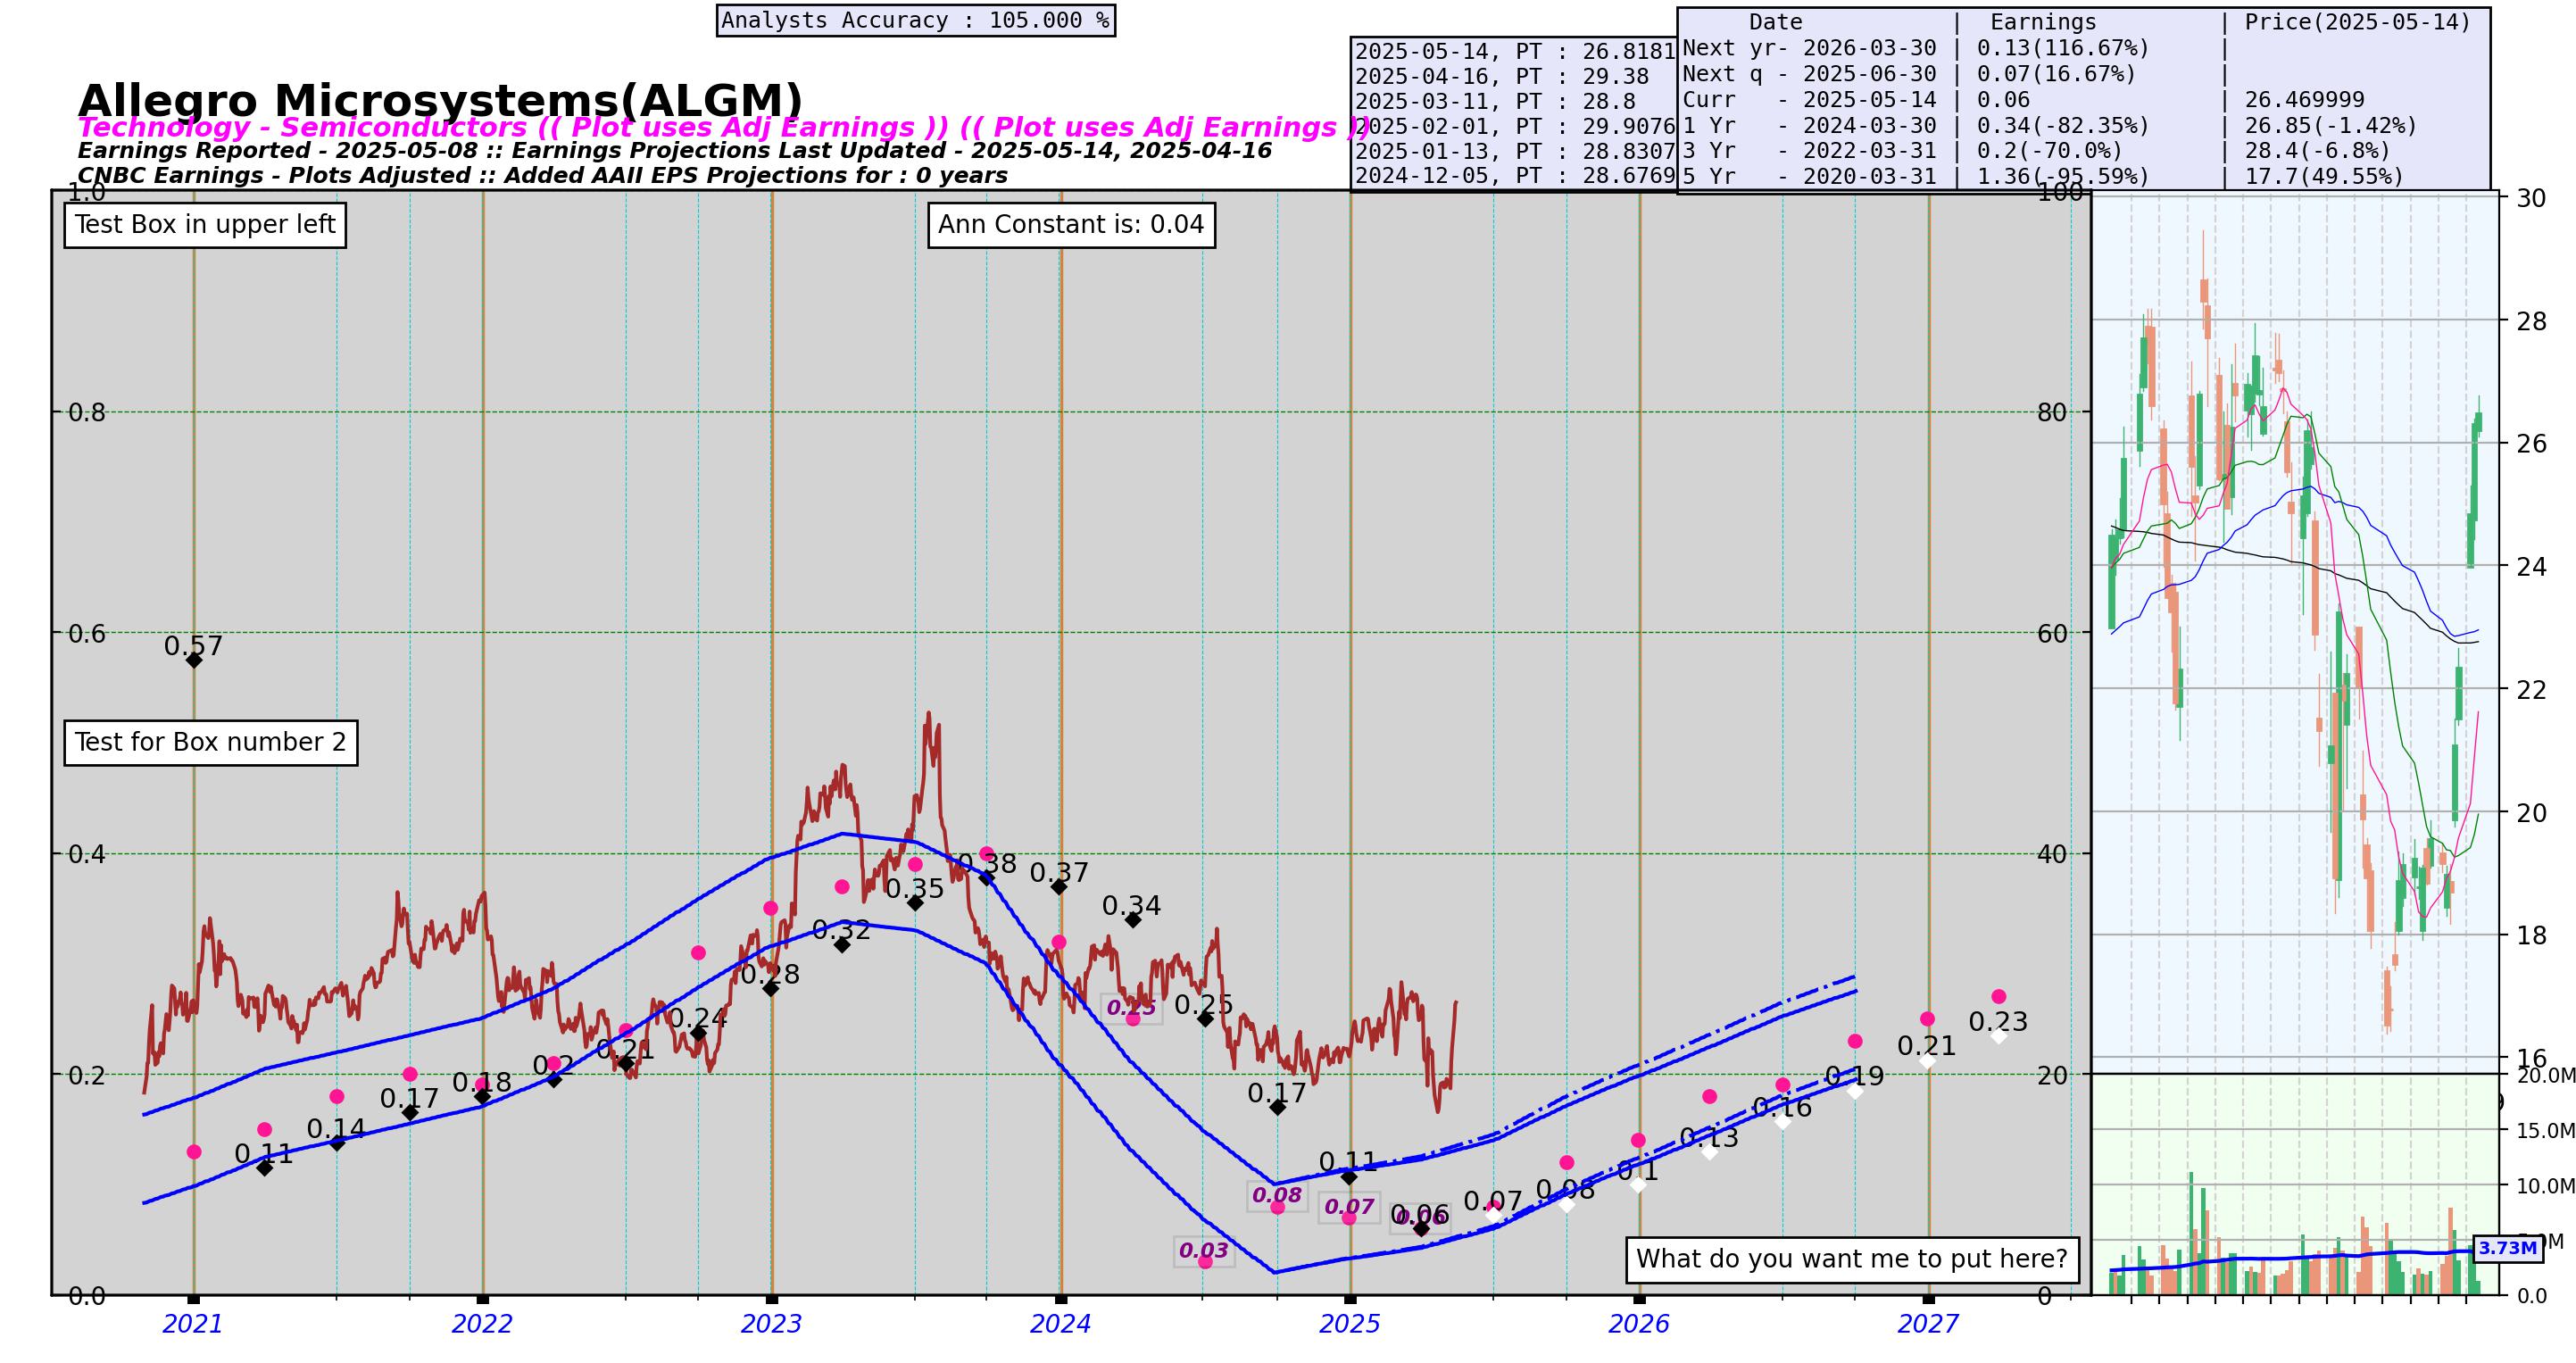 Analysts Accuracy : 105.000 %
Allegro Microsystems(ALGM)
Technology - Semiconductors (( Plot uses Adj Earnings )) (( Plot uses Adj Earnings ))
Earnings Reported - 2025-05-08 :: Earnings Projections Last Updated - 2025-05-14, 2025-04-16
CNBC Earnings - Plots Adjusted :: Added AAII EPS Projections for : 0 years
2025-05-14, PT : 26.8181
2025-04-16, PT : 29.38
2025-03-11, PT : 28.8
2025-02-01, PT : 29.9076
2025-01-13, PT : 28.8307
2024-12-05, PT : 28.6769
Date | Earnings | Price(2025-05-14)
Next yr- 2026-03-30 | 0.13(116.67%) |
Next q - 2025-06-30 | 0.07(16.67%) |
Curr - 2025-05-14 | 0.06 | 26.469999
1 Yr - 2024-03-30 | 0.34(-82.35%) | 26.85(-1.42%)
3 Yr - 2022-03-31 | 0.2(-70.0%) | 28.4(-6.8%)
5 Yr - 2020-03-31 | 1.36(-95.59%) | 17.7(49.55%)
Test Box in upper left
Ann Constant is: 0.04
Test for Box number 2
What do you want me to put here?
1.0
0.8
0.6
0.4
0.2
0.0
100
80
60
40
20
0
0.57
0.11
0.14
0.17
0.18
0.2
0.21
0.24
0.28
0.32
0.35
0.38
0.37
0.34
0.25
0.25
0.03
0.17
0.08
0.11
0.07
0.06
0.06
0.07
0.08
0.1
0.13
0.16
0.19
0.21
0.23
2021
2022
2023
2024
2025
2026
2027
30
28
26
24
22
20
18
16
20.0M
15.0M
10.0M
3.73M
0.0